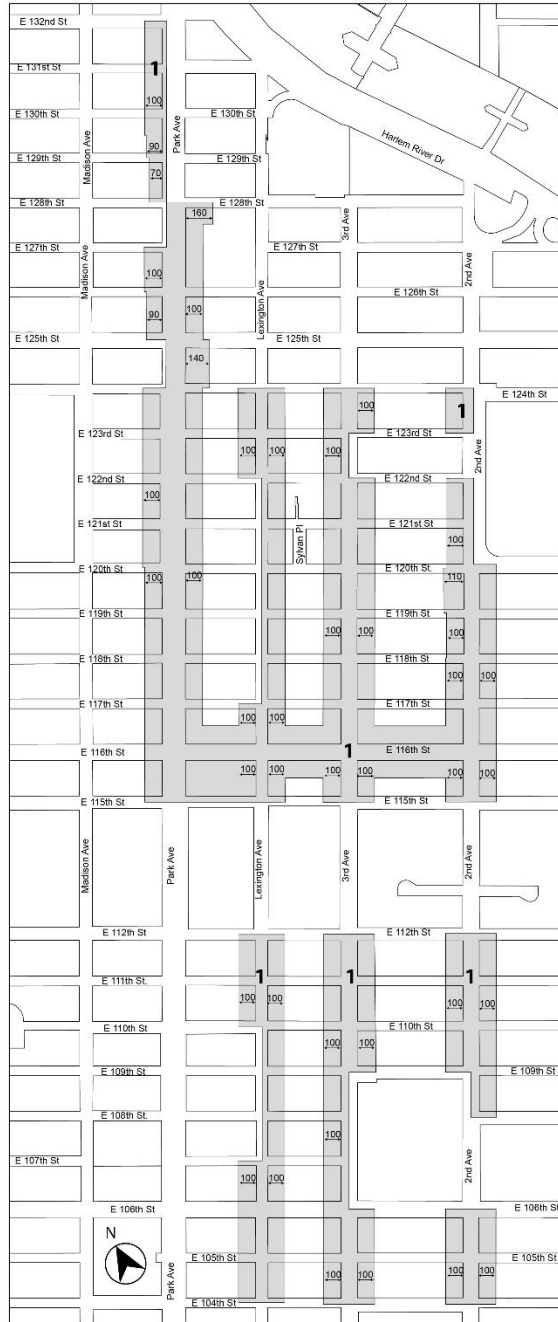 E 132nd St
E 131st St
1
100
E 130th St
E 130th St
Madison Ave
90
Park Ave
Harlem River Dr
E 129th St
E 129th St
70
E 128th St
E 128th St
160
3rd Ave
E 127th St
E 127th St
Madison Ave
100
2nd Ave
E 126th St
90
100
Lexington Ave
E 125th St
E 125th St
140
E 124th St
100
1
E 123rd St
E 123rd St
2nd Ave
100
100
100
E 122nd St
E 122nd St
100
E 121st St
E 121st St
Sylvan Pl
100
E 120th St
E 120th St.
100
100
110
E 119th St
E 119th St
100
100
100
E 118th St
E 118th St
100
100
E 117th St
E 117th St
100
100
E 116th St
1
E 116th St
100
100
100
100
100
100
E 115th St
E 115th St
Madison Ave
Park Ave
Lexington Ave
3rd Ave
2nd Ave
E 112th St
E 112th St
1
1
1
E 111th St.
100
100
100
100
E 110th St
E 110th St
100
100
E 109th St
E 109th St
E 108th St.
100
E 107th St
2nd Ave
100
100
E 106th St
E 106th St
N
E 105th St
E 105th St
100
100
100
100
100
100
Park Ave
E 104th St